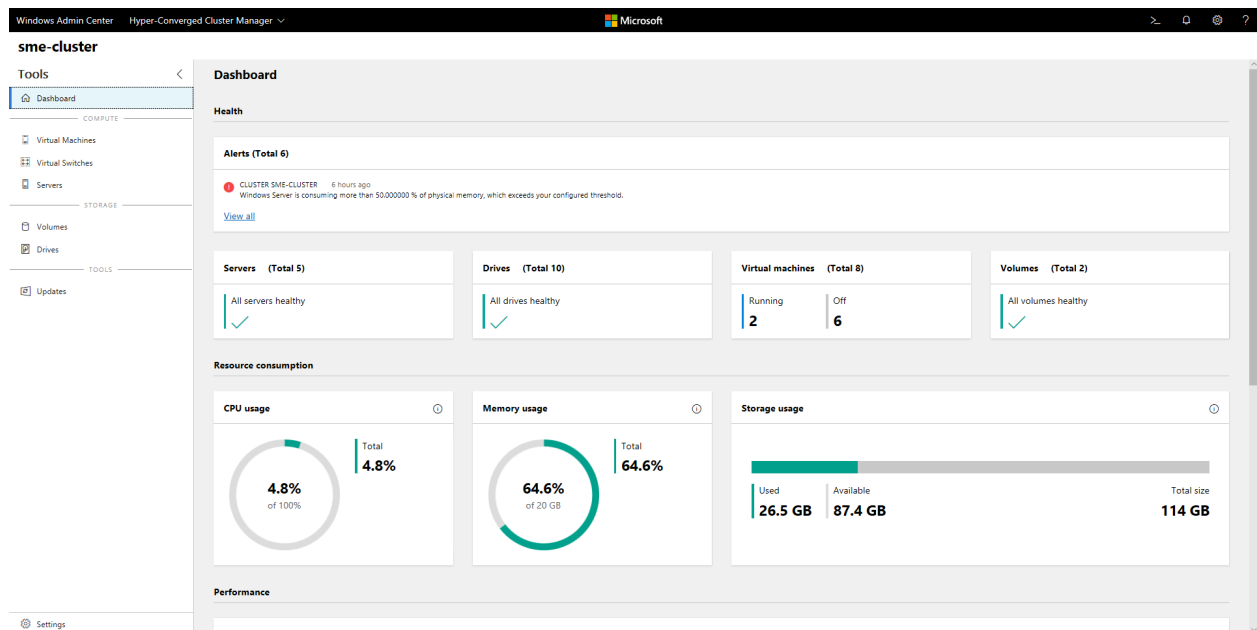 Windows Admin Center Hyper-Converged Cluster Manager Microsoft ?
sme-cluster
Tools
Dashboard
COMPUTE
Virtual Machines
Virtual Switches
Servers
STORAGE
Volumes
Drives
TOOLS
Updates
Settings
Dashboard
Health
Alerts (Total 6)
CLUSTER SME-CLUSTER 6 hours ago
Windows Server is consuming more than 50.000000 % of physical memory, which exceeds your configured threshold.
View all
Servers (Total 5)
All servers healthy
Drives (Total 10)
All drives healthy
Virtual machines (Total 8)
Running Off
2 6
Volumes (Total 2)
All volumes healthy
Resource consumption
CPU usage
4.8%
of 100%
Total
4.8%
Memory usage
64.6%
of 20 GB
Total
64.6%
Storage usage
Used Available Total size
26.5 GB 87.4 GB 114 GB
Performance